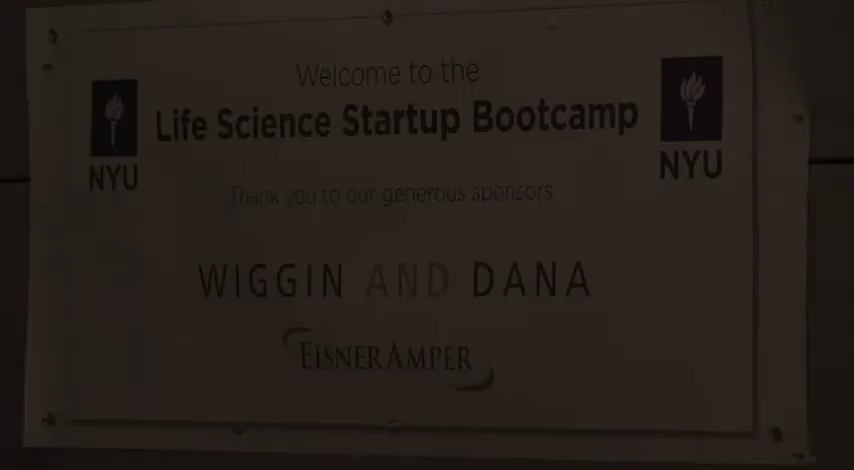 Welcome to the
Life Science Startup Bootcamp
NYU
NYU
Thank you to our generous sponsors
WIGGIN AND DANA
EISNERAMPER